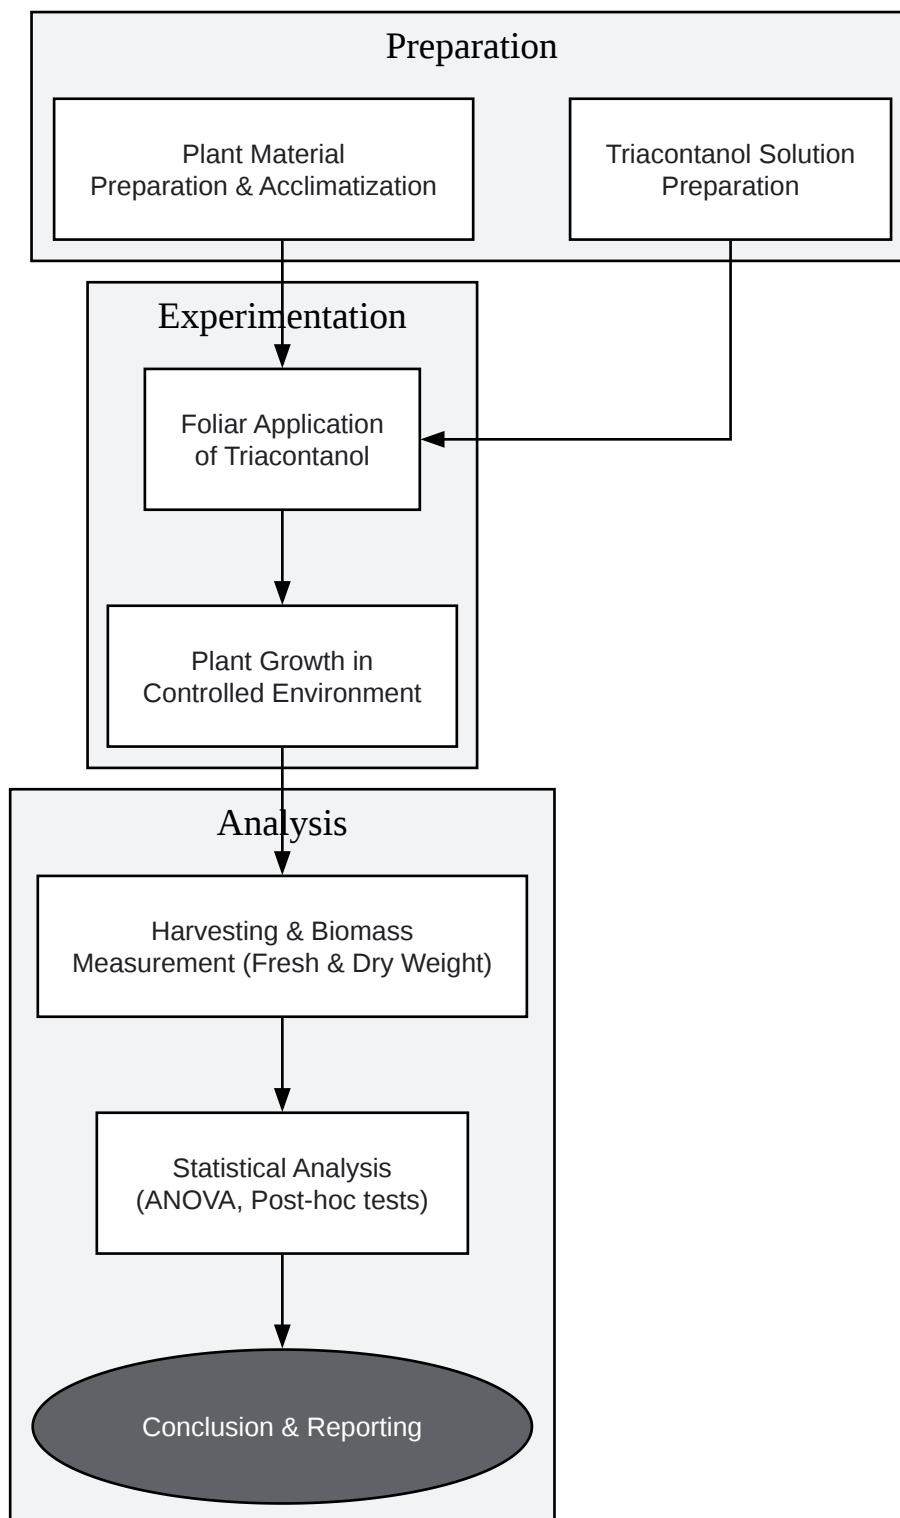 Preparation
Plant Material
Preparation & Acclimatization
Triacontanol Solution
Preparation
Experimentation
Foliar Application
of Triacontanol
Plant Growth in
Controlled Environment
Analysis
Harvesting & Biomass
Measurement (Fresh & Dry Weight)
Statistical Analysis
(ANOVA, Post-hoc tests)
Conclusion & Reporting